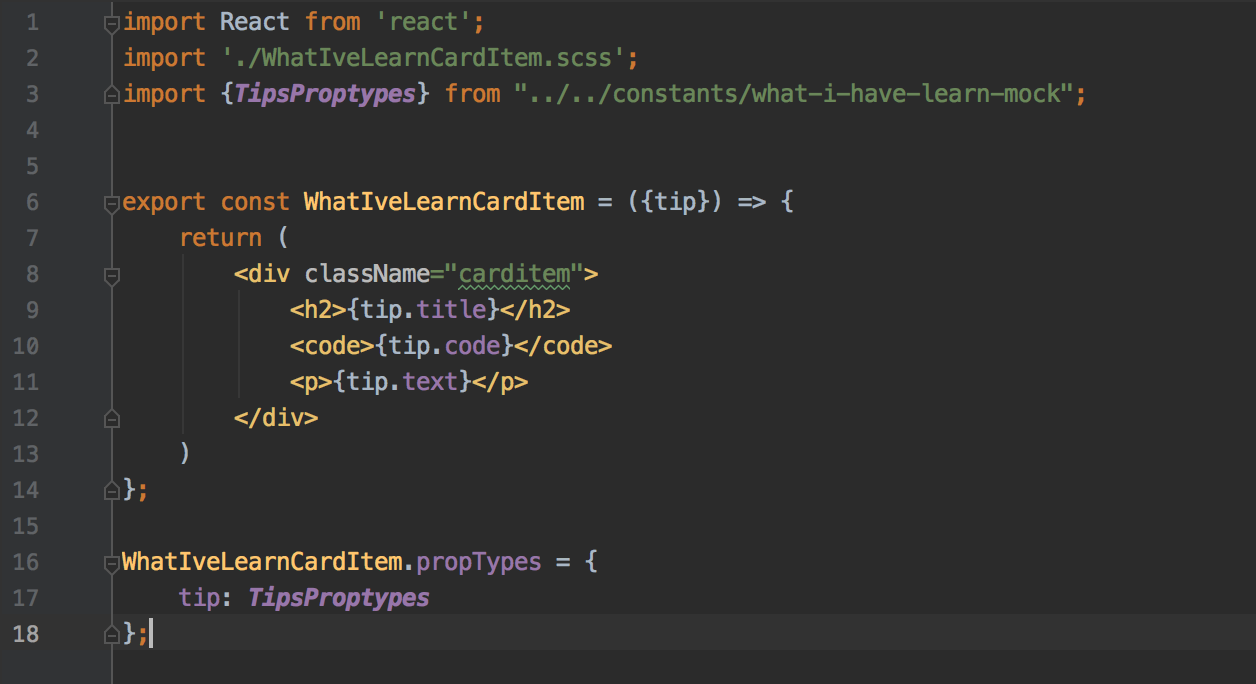 1 import React from 'react';
2 import './WhatIveLearnCardItem.scss';
3 import {TipsProptypes} from "../../constants/what-i-have-learn-mock";
4
5
6 export const WhatIveLearnCardItem = ({tip}) => {
7     return (
8         <div className="carditem">
9             <h2>{tip.title}</h2>
10             <code>{tip.code}</code>
11             <p>{tip.text}</p>
12         </div>
13     )
14 };
15
16 WhatIveLearnCardItem.propTypes = {
17     tip: TipsProptypes
18 };